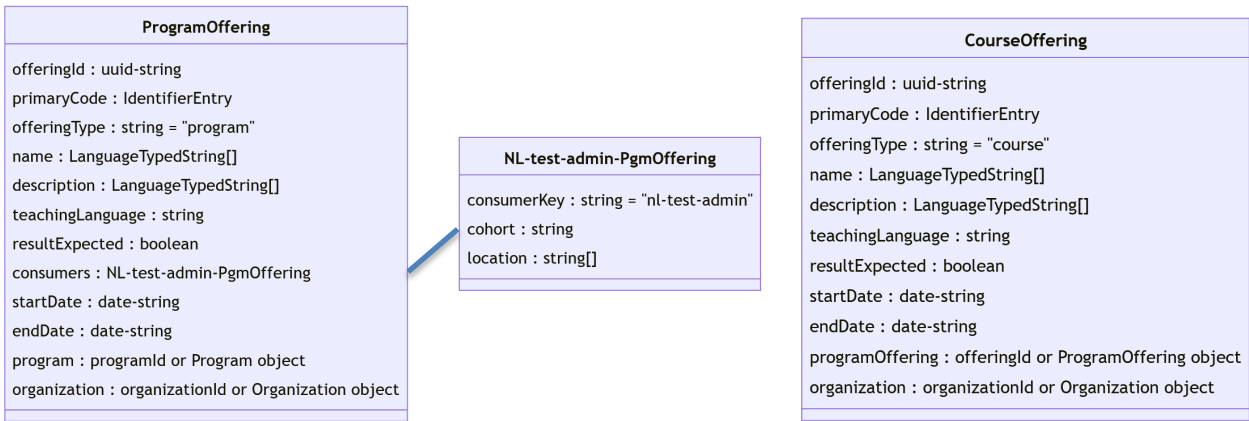 ProgramOffering
offeringId : uuid-string
primaryCode : IdentifierEntry
offeringType : string = "program"
name : LanguageTypedString[]
description : LanguageTypedString[]
teachingLanguage : string
resultExpected : boolean
consumers : NL-test-admin-PgmOffering
startDate : date-string
endDate : date-string
program : programId or Program object
organization : organizationId or Organization object
NL-test-admin-PgmOffering
consumerKey : string = "nl-test-admin"
cohort : string
location : string[]
CourseOffering
offeringId : uuid-string
primaryCode : IdentifierEntry
offeringType : string = "course"
name : LanguageTypedString[]
description : LanguageTypedString[]
teachingLanguage : string
resultExpected : boolean
startDate : date-string
endDate : date-string
programOffering : offeringId or ProgramOffering object
organization : organizationId or Organization object